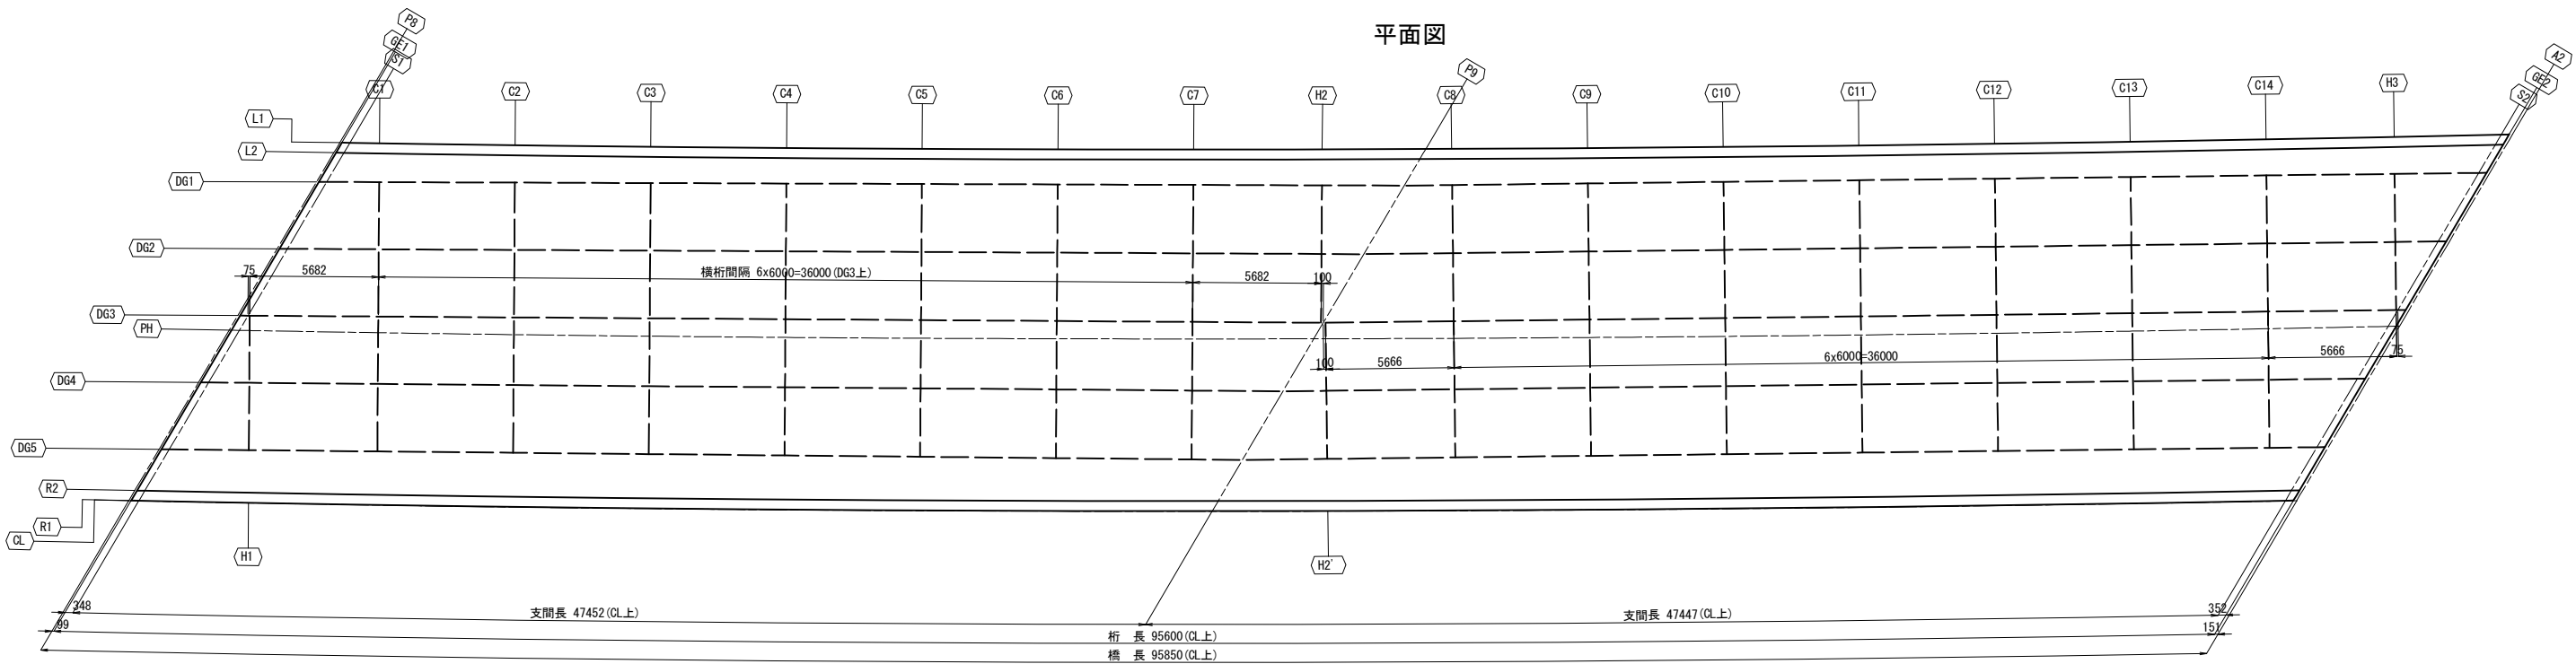 平面図
P8
GE1
S1
P9
A2
GE2
S2
C1
C2
C3
C4
C5
C6
C7
H2
C8
C9
C10
C11
C12
C13
C14
H3
L1
L2
DG1
DG2
75
5682
横桁間隔 6x6000=36000(DG3上)
5682
100
DG3
PH
100
5666
6x6000=36000
5666
75
DG4
DG5
R2
R1
CL
H1
H2'
348
支間長 47452(CL上)
支間長 47447(CL上)
352
99
桁 長 95600(CL上)
151
橋 長 95850(CL上)